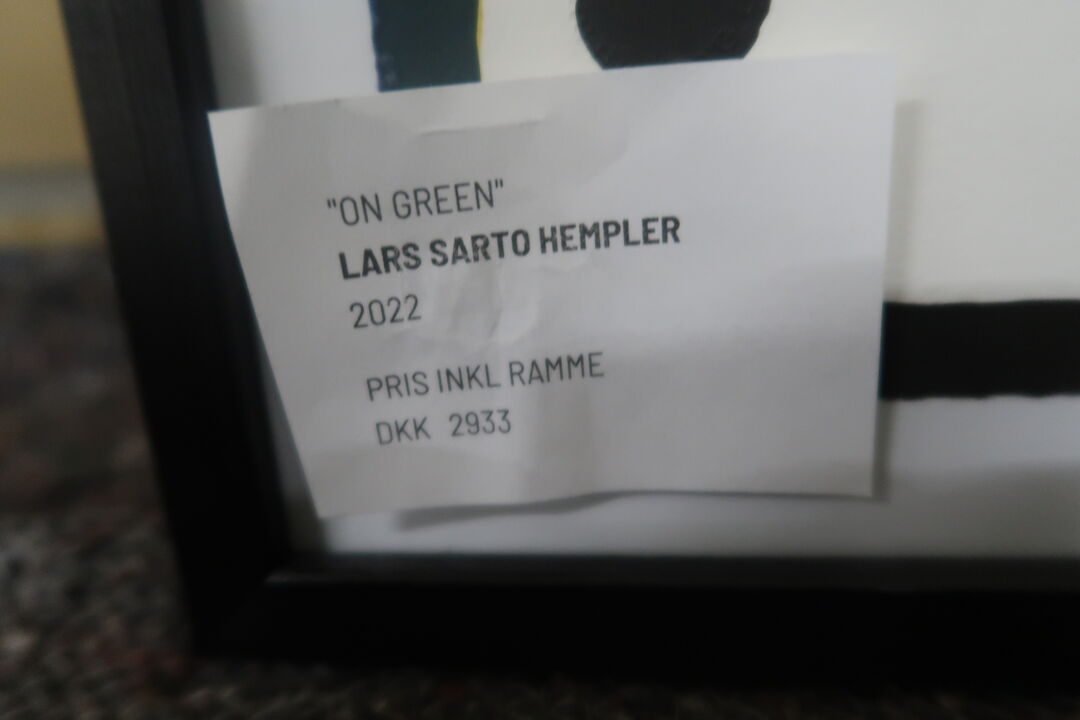 "ON GREEN"
LARS SARTO HEMPLER
2022
PRIS INKL RAMME
DKK 2933